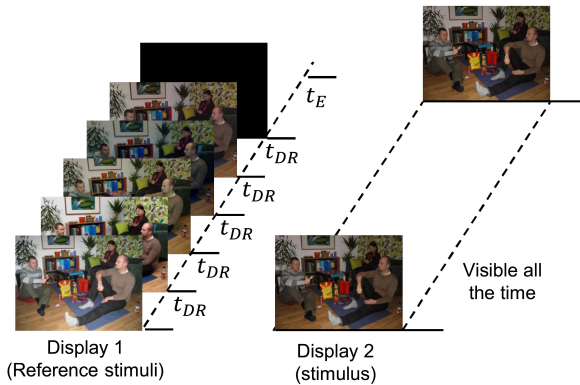 t_E
t_DR
t_DR
t_DR
t_DR
t_DR
Visible all
the time
Display 1
(Reference stimuli)
Display 2
(stimulus)